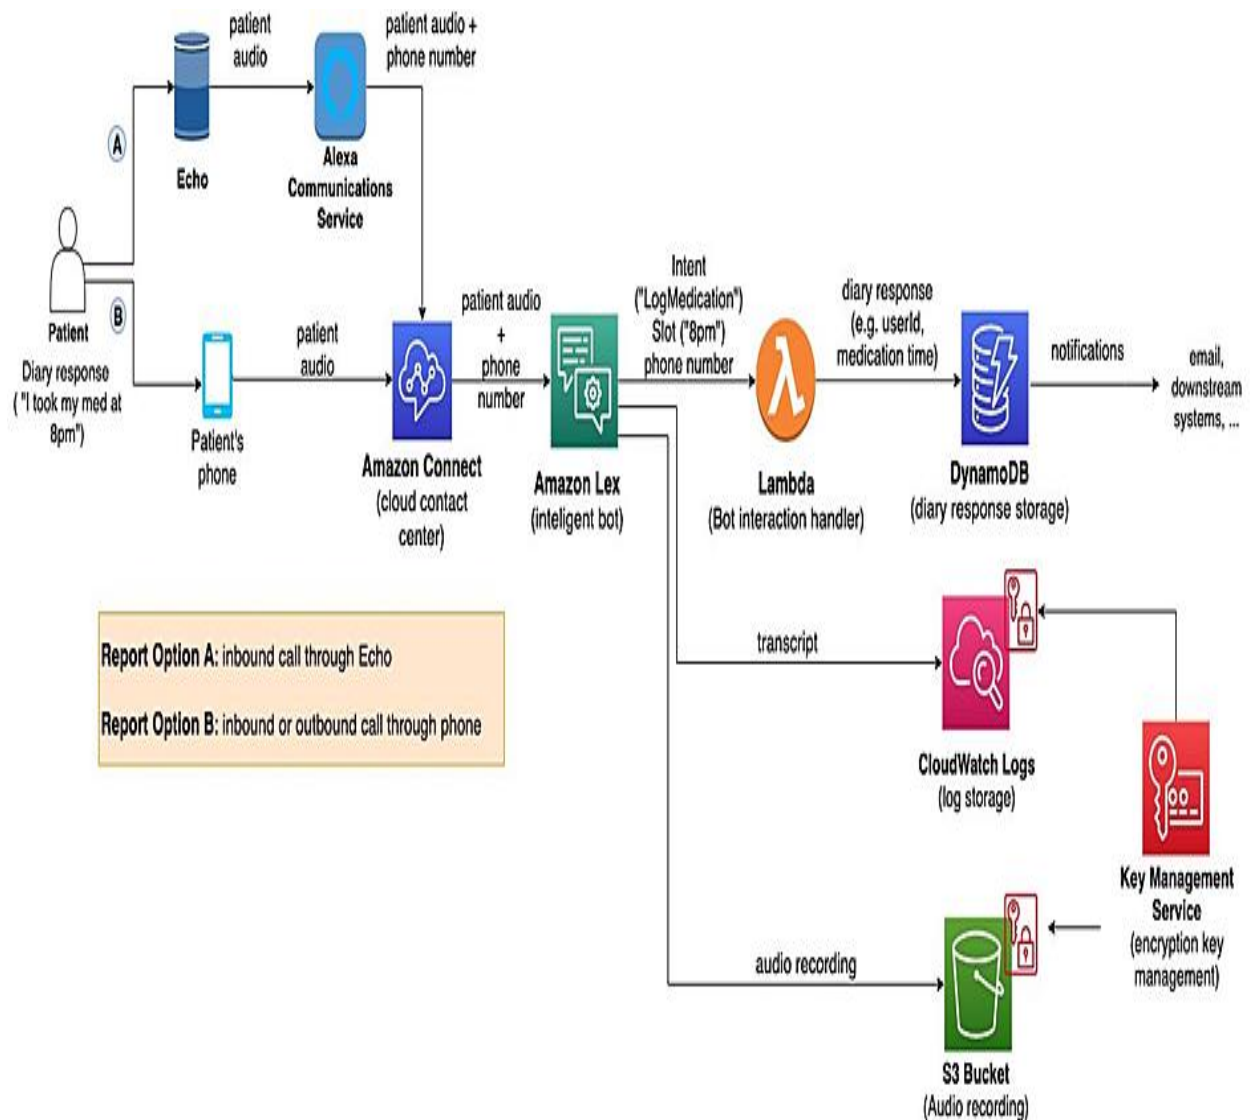 patient
audio
patient audio +
phone number
A
Echo
Alexa
Communications
Service
B
Patient
Diary response
( "I took my med at
8pm")
Patient's
phone
patient
audio
Amazon Connect
(cloud contact
center)
patient audio
+
phone
number
Amazon Lex
(inteligent bot)
Intent
("LogMedication")
Slot ("8pm")
phone number
Lambda
(Bot interaction handler)
diary response
(e.g. userId,
medication time)
DynamoDB
(diary response storage)
notifications
email,
downstream
systems, ...
Report Option A: inbound call through Echo
Report Option B: inbound or outbound call through phone
transcript
CloudWatch Logs
(log storage)
Key Management
Service
(encryption key
management)
audio recording
S3 Bucket
(Audio recording)